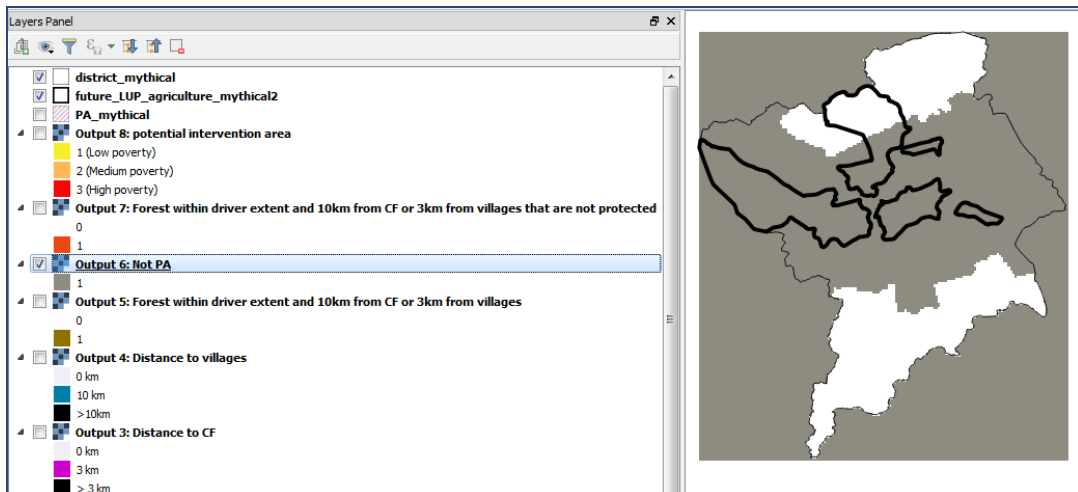 Layers Panel
district_mythical
future_LUP_agriculture_mythical2
PA_mythical
Output 8: potential intervention area
1 (Low poverty)
2 (Medium poverty)
3 (High poverty)
Output 7: Forest within driver extent and 10km from CF or 3km from villages that are not protected
0
1
Output 6: Not PA
1
Output 5: Forest within driver extent and 10km from CF or 3km from villages
0
1
Output 4: Distance to villages
0 km
10 km
>10km
Output 3: Distance to CF
0 km
3 km
> 3 km